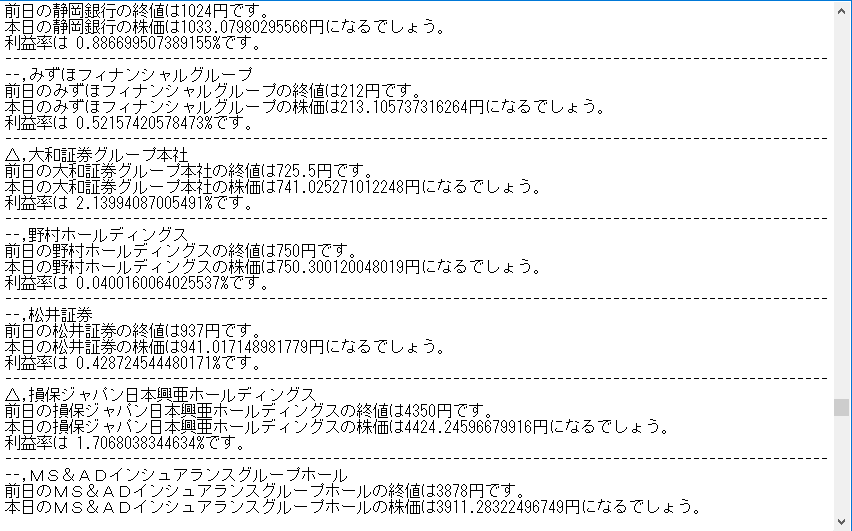 前日の静岡銀行の終値は1024円です。
本日の静岡銀行の株価は1033.07980295566円になるでしょう。
利益率は 0.886699507389155%です。
--------------------------------------------------------------------------------
--,みずほフィナンシャルグループ
前日のみずほフィナンシャルグループの終値は212円です。
本日のみずほフィナンシャルグループの株価は213.105737316264円になるでしょう。
利益率は 0.52157420578473%です。
--------------------------------------------------------------------------------
△,大和証券グループ本社
前日の大和証券グループ本社の終値は725.5円です。
本日の大和証券グループ本社の株価は741.025271012248円になるでしょう。
利益率は 2.13994087005491%です。
--------------------------------------------------------------------------------
--,野村ホールディングス
前日の野村ホールディングスの終値は750円です。
本日の野村ホールディングスの株価は750.300120048019円になるでしょう。
利益率は 0.0400160064025537%です。
--------------------------------------------------------------------------------
--,松井証券
前日の松井証券の終値は937円です。
本日の松井証券の株価は941.017148981779円になるでしょう。
利益率は 0.428724544480171%です。
--------------------------------------------------------------------------------
△,損保ジャパン日本興亜ホールディングス
前日の損保ジャパン日本興亜ホールディングスの終値は4350円です。
本日の損保ジャパン日本興亜ホールディングスの株価は4424.24596679916円になるでしょう。
利益率は 1.7068038344634%です。
--------------------------------------------------------------------------------
--,ＭＳ＆ＡＤインシュアランスグループホール
前日のＭＳ＆ＡＤインシュアランスグループホールの終値は3878円です。
本日のＭＳ＆ＡＤインシュアランスグループホールの株価は3911.28322496749円になるでしょう。